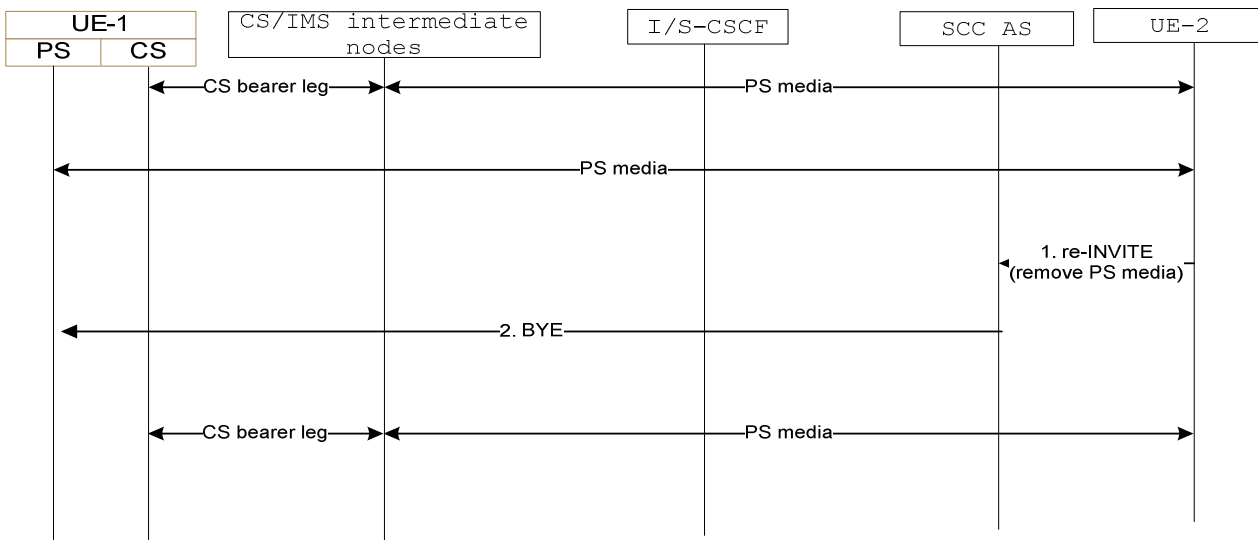 UE-1
PS
CS
CS/IMS intermediate
nodes
I/S-CSCF
SCC AS
UE-2
CS bearer leg
PS media
PS media
1. re-INVITE
(remove PS media)
2. BYE
CS bearer leg
PS media